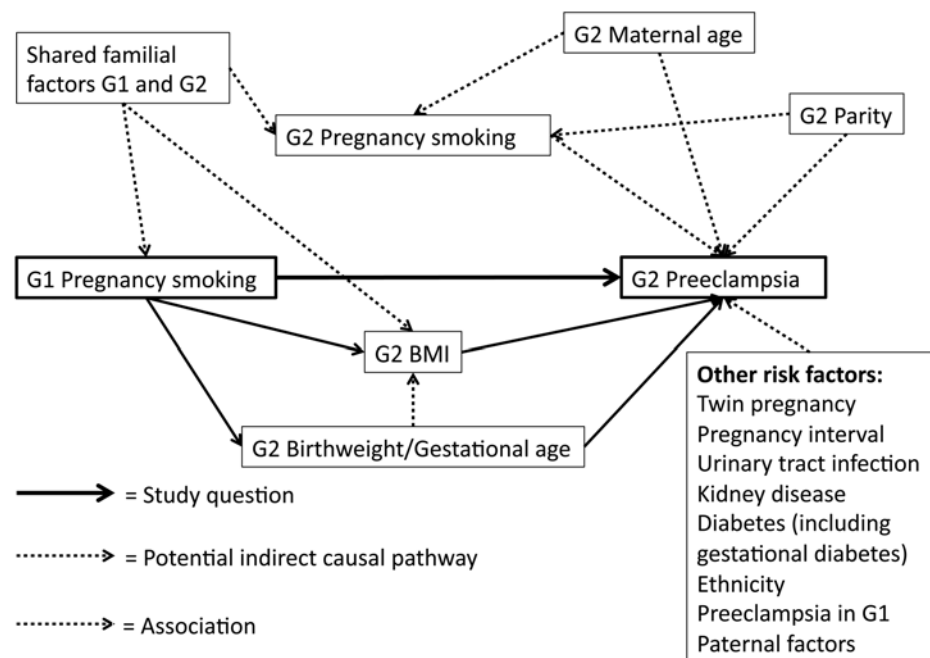 Shared familial
factors G1 and G2
G2 Maternal age
G2 Pregnancy smoking
G2 Parity
G1 Pregnancy smoking
G2 Preeclampsia
G2 BMI
G2 Birthweight/Gestational age
Other risk factors:
Twin pregnancy
Pregnancy interval
Urinary tract infection
Kidney disease
Diabetes (including
gestational diabetes)
Ethnicity
Preeclampsia in G1
Paternal factors
= Study question
= Potential indirect causal pathway
= Association